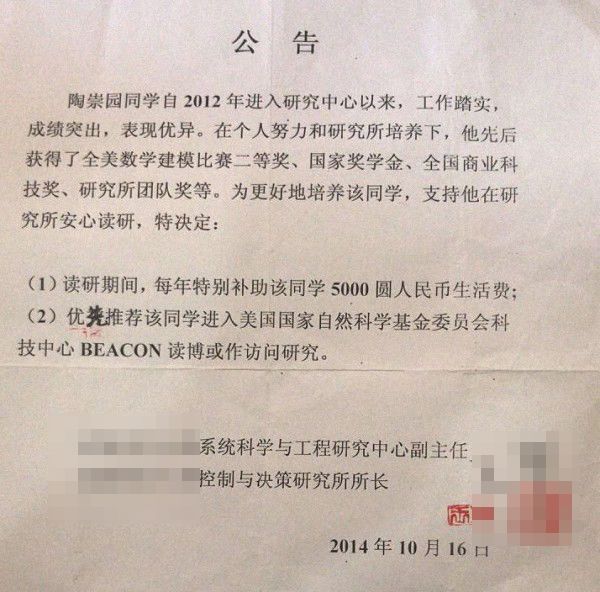 公 告
陶崇园同学自 2012 年进入研究中心以来，工作踏实，
成绩突出，表现优异。在个人努力和研究所培养下，他先后
获得了全美数学建模比赛二等奖、国家奖学金、全国商业科
技奖、研究所团队奖等。为更好地培养该同学，支持他在研
究所安心读研，特决定：
（1）读研期间，每年特别补助该同学 5000 圆人民币生活费；
（2）优先推荐该同学进入美国国家自然科学基金委员会科
技中心 BEACON 读博或作访问研究。
系统科学与工程研究中心副主任
控制与决策研究所所长
2014 年 10 月 16 日